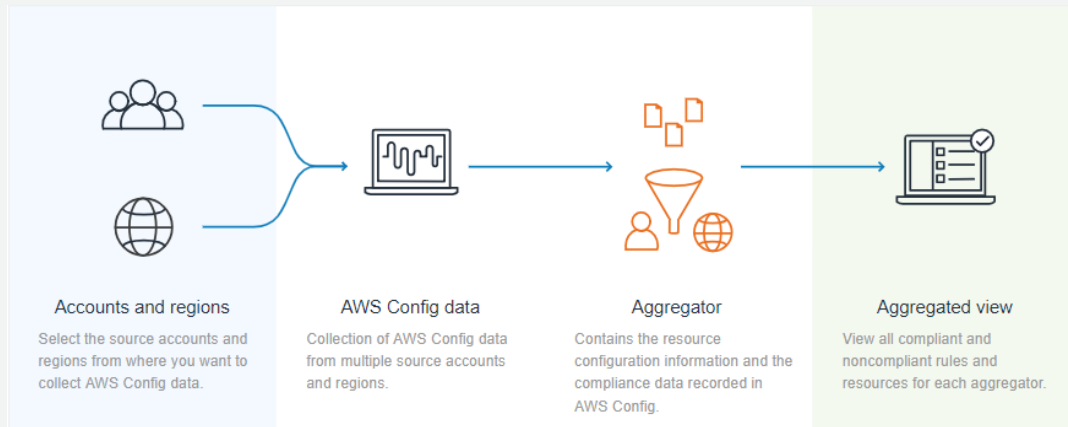 Accounts and regions
Select the source accounts and
regions from where you want to
collect AWS Config data.
AWS Config data
Collection of AWS Config data
from multiple source accounts
and regions.
Aggregator
Contains the resource
configuration information and the
compliance data recorded in
AWS Config.
Aggregated view
View all compliant and
noncompliant rules and
resources for each aggregator.